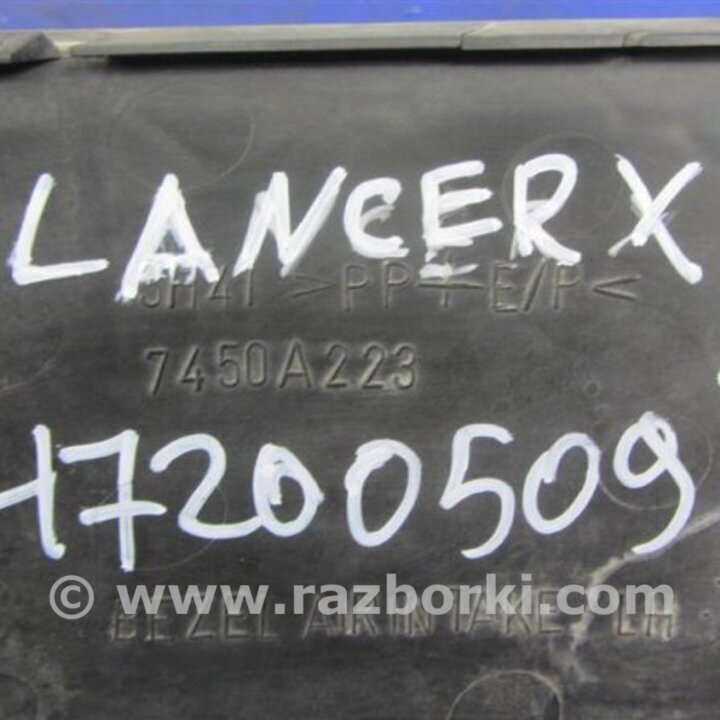 LANCER X
>PP+E/P<
7450A223
17200509
© www.razborki.com
BEZEL AIR INTAKE, LH